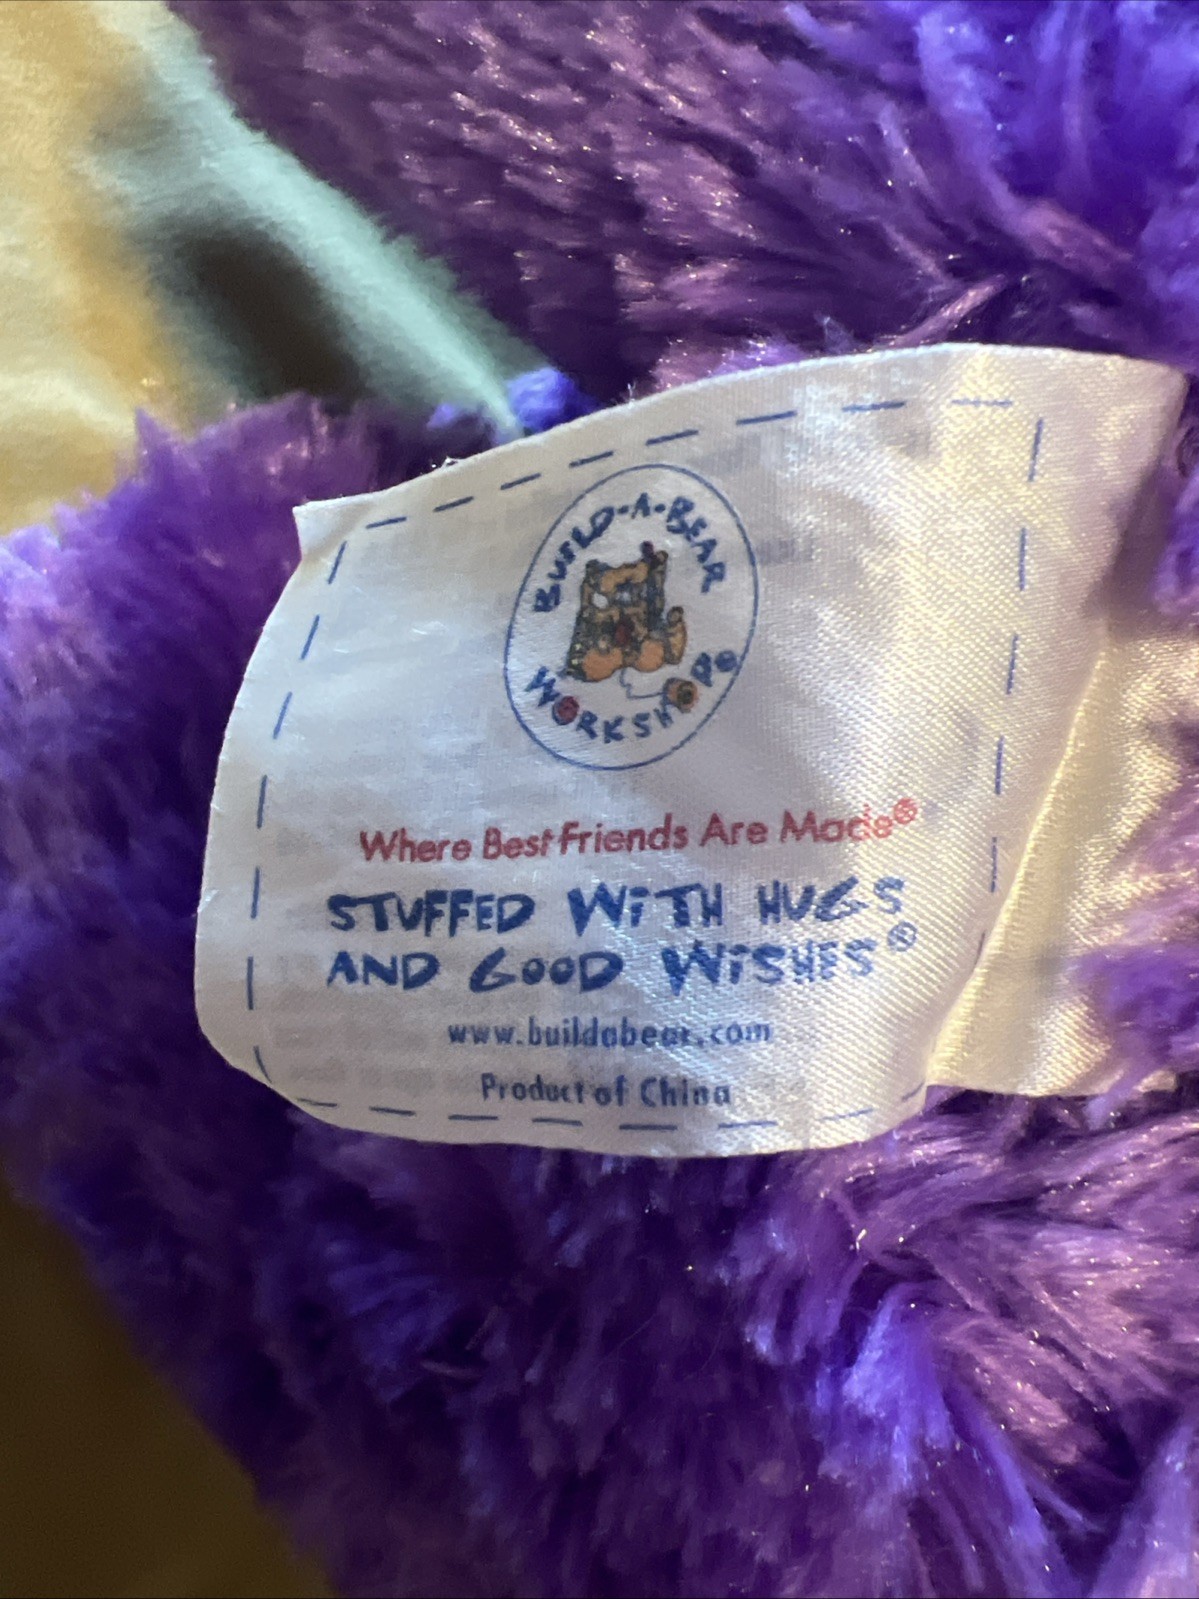 BUILD-A-BEAR
WORKSHOP®
Where Best Friends Are Made®
STUFFED WITH HUGS
AND GOOD WISHES®
www.buildabear.com
Product of China